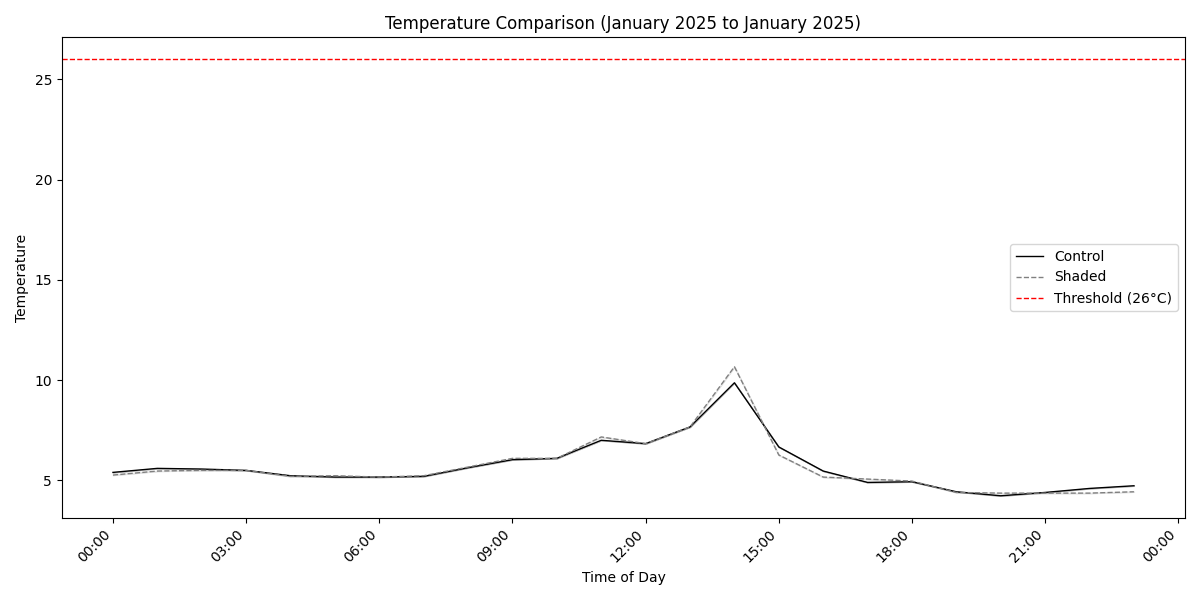 Temperature Comparison (January 2025 to January 2025)
25
20
15
10
5
Temperature
Control
Shaded
Threshold (26°C)
00:00
03:00
06:00
09:00
12:00
15:00
18:00
21:00
00:00
Time of Day